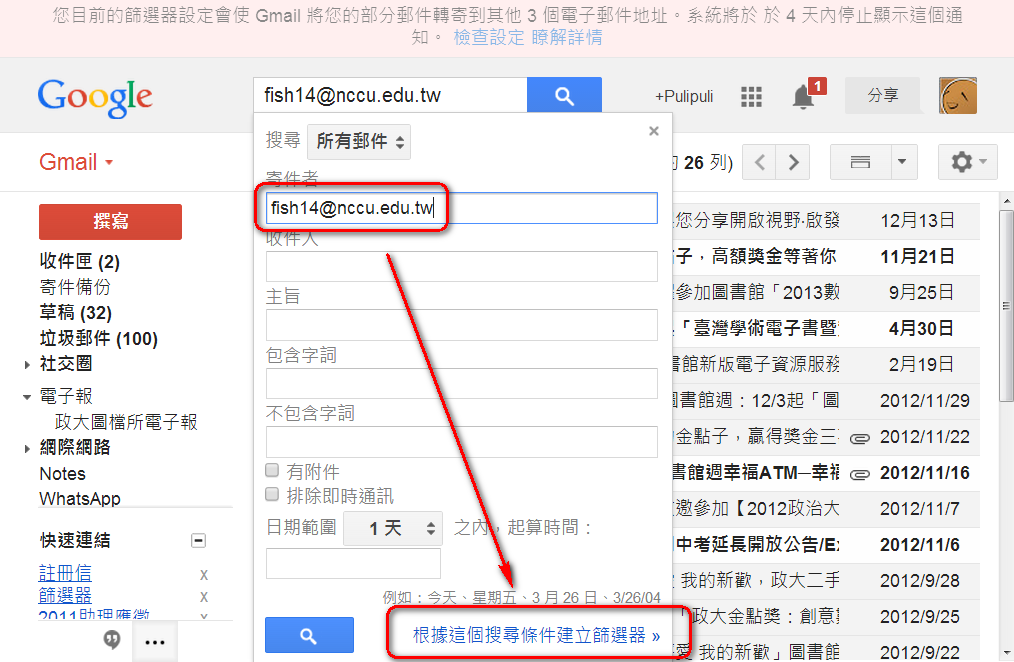 您目前的篩選器設定會使 Gmail 將您的部分郵件轉寄到其他 3 個電子郵件地址。系統將於 於 4 天內停止顯示這個通
知。 檢查設定 瞭解詳情
Google
fish14@nccu.edu.tw
+Pulipuli
1
分享
Gmail
搜尋 所有郵件
×
26 列)
寄件者
fish14@nccu.edu.tw
收件人
主旨
包含字詞
不包含字詞
有附件
排除即時通訊
日期範圍 1 天 之內，起算時間：
例如：今天、星期五、3 月 26 日、3/26/04
根據這個搜尋條件建立篩選器 »
撰寫
收件匣 (2)
寄件備份
草稿 (32)
垃圾郵件 (100)
社交圈
電子報
政大圖檔所電子報
網際網路
Notes
WhatsApp
快速連結
註冊信 x
篩選器 x
2011助理應徵 x
您分享開啟視野·啟發 12月13日
子，高額獎金等著你 11月21日
參加圖書館「2013數 9月25日
「臺灣學術電子書暨 4月30日
書館新版電子資源服務 2月19日
圖書館週：12/3起「圖 2012/11/29
金點子，贏得獎金三 2012/11/22
書館週幸福ATM─幸福 2012/11/16
邀參加【2012政治大 2012/11/7
中考延長開放公告/Ex 2012/11/6
我的新歡，政大二手 2012/9/28
「政大金點獎：創意 2012/9/25
愛 我的新歡」圖書館 2012/9/22